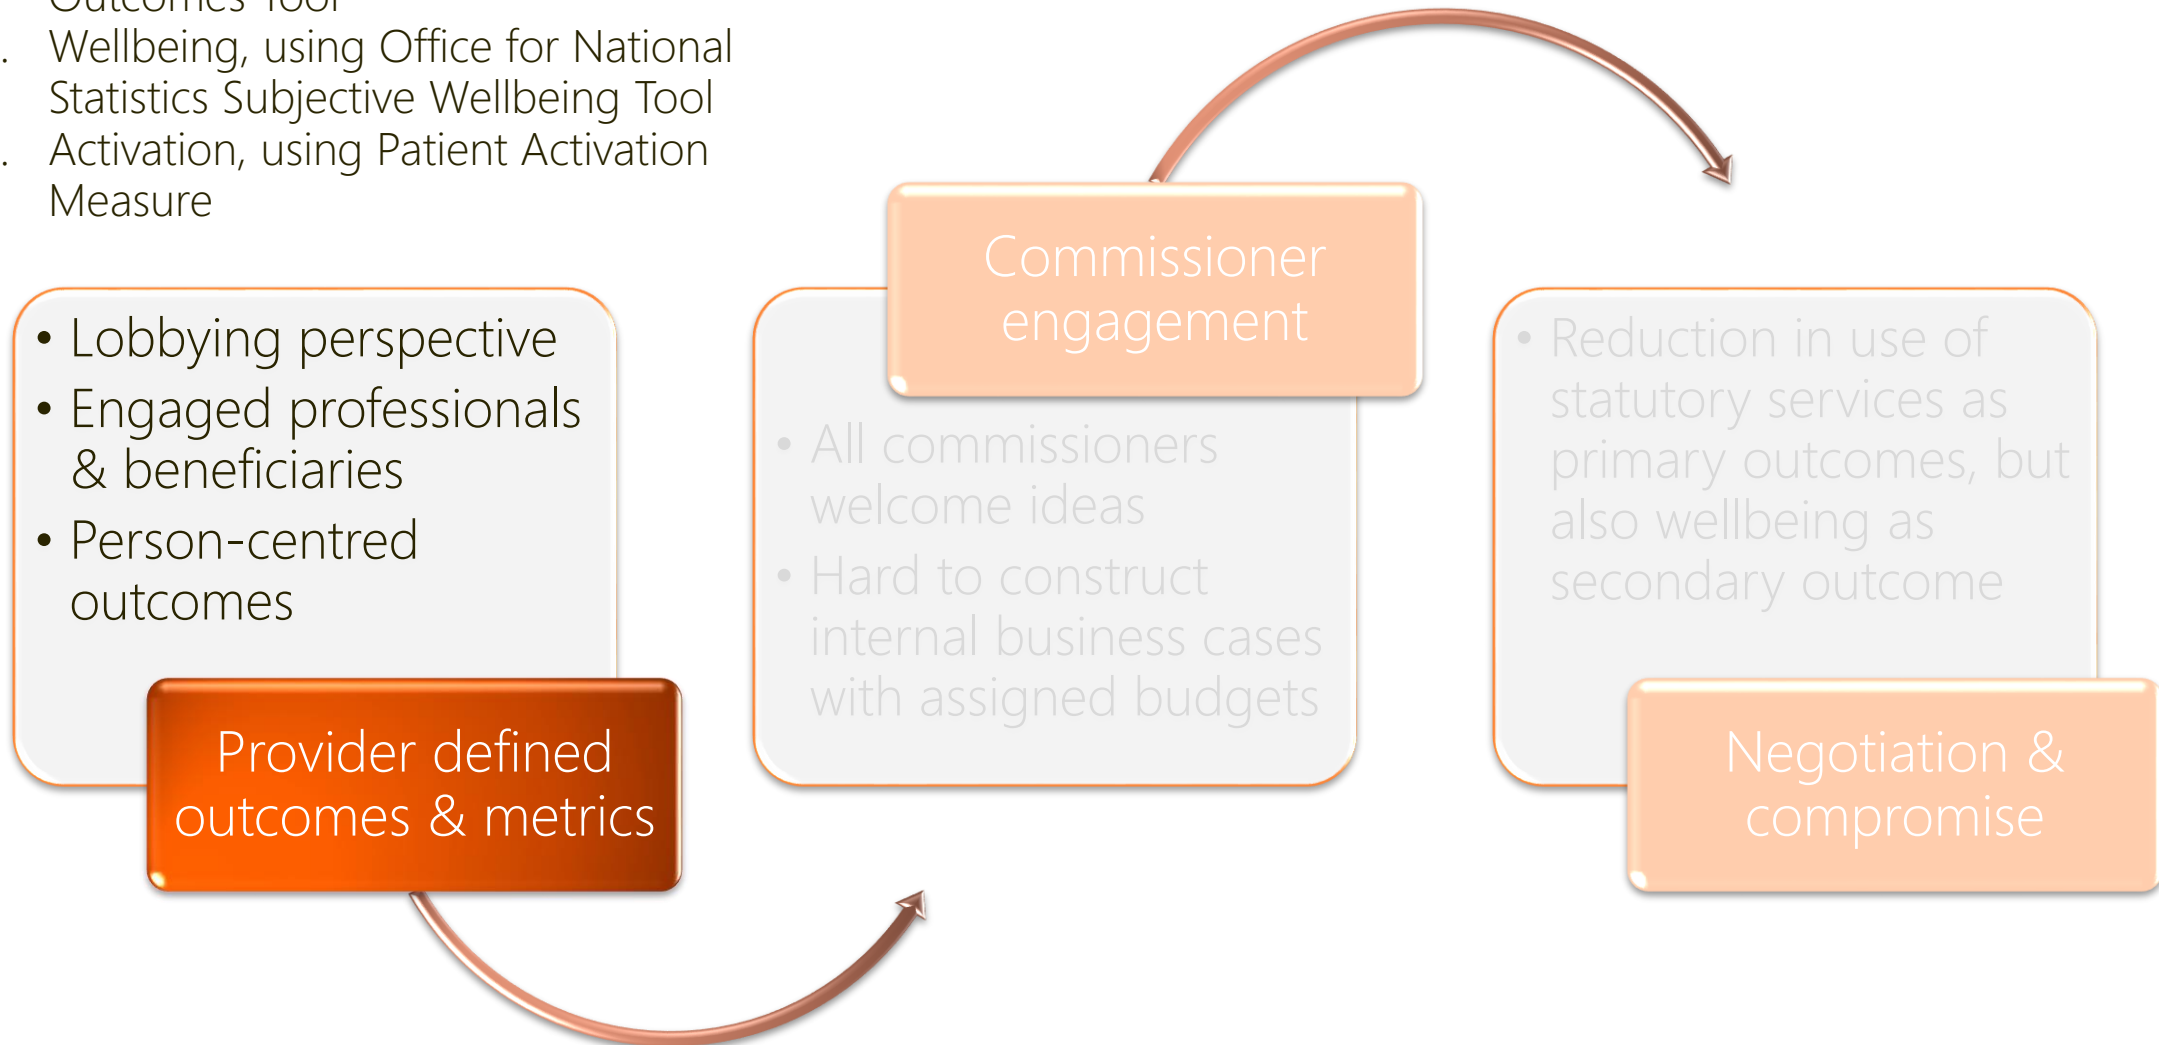 Outcomes Tool
. Wellbeing, using Office for National
Statistics Subjective Wellbeing Tool
. Activation, using Patient Activation
Measure
• Lobbying perspective
• Engaged professionals
& beneficiaries
• Person-centred
outcomes
Provider defined
outcomes & metrics
Commissioner
engagement
• All commissioners
welcome ideas
• Hard to construct
internal business cases
with assigned budgets
• Reduction in use of
statutory services as
primary outcomes, but
also wellbeing as
secondary outcome
Negotiation &
compromise